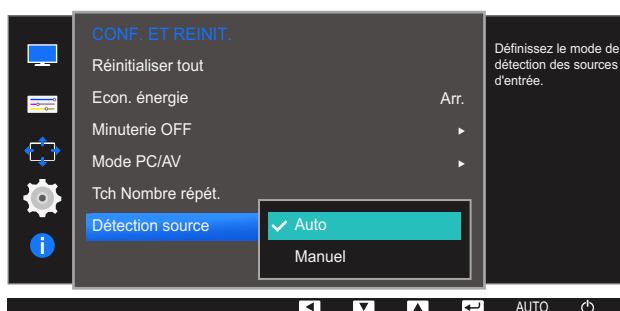 CONF. ET REINIT.
Réinitialiser tout
Econ. énergie Arr.
Minuterie OFF
Mode PC/AV
Tch Nombre répét.
Détection source
Auto
Manuel
Définissez le mode de
détection des sources
d'entrée.
AUTO